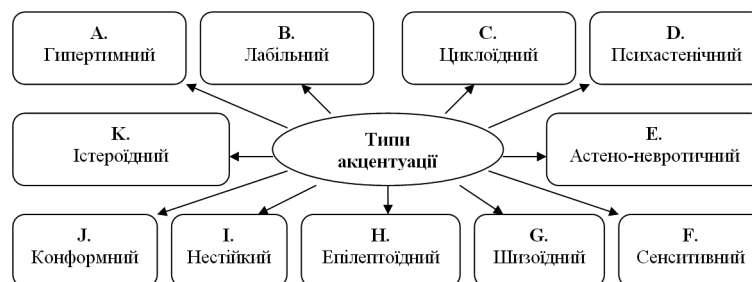 A.
Гипертимний
B.
Лабільний
C.
Циклоїдний
D.
Психастенічний
K.
Істероїдний
Типи
акцентуації
E.
Астено-невротичний
J.
Конформний
I.
Нестійкий
H.
Епілептоїдний
G.
Шизоїдний
F.
Сенситивний